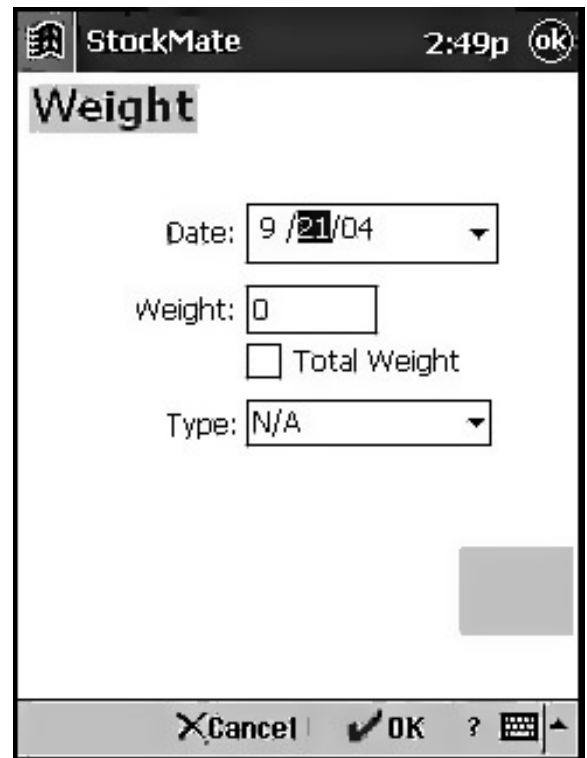 StockMate 2:49p ok
Weight
Date: 9 /21/04
Weight: 0
Total Weight
Type: N/A
Cancel OK ?